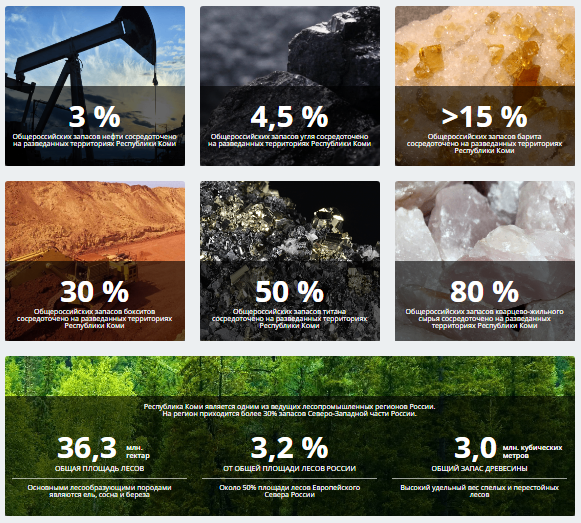 3 %
Общероссийских запасов нефти сосредоточено
на разведанных территориях Республики Коми
4,5 %
Общероссийских запасов угля сосредоточено
на разведанных территориях Республики Коми
>15 %
Общероссийских запасов барита
сосредоточено на разведанных территориях
Республики Коми
30 %
Общероссийских запасов бокситов
сосредоточено на разведанных территориях
Республики Коми
50 %
Общероссийских запасов титана
сосредоточено на разведанных территориях
Республики Коми
80 %
Общероссийских запасов кварцево-жильного
сырья сосредоточено на разведанных
территориях Республики Коми
Республика Коми является одним из ведущих лесопромышленных регионов России.
На регион приходится более 30% запасов Северо-Западной части России.
36,3 млн.
гектар
ОБЩАЯ ПЛОЩАДЬ ЛЕСОВ
Основными лесообразующими породами
являются ель, сосна и береза
3,2 %
ОТ ОБЩЕЙ ПЛОЩАДИ ЛЕСОВ РОССИИ
Около 50% площади лесов Европейского
Севера России
3,0 млн. кубических
метров
ОБЩИЙ ЗАПАС ДРЕВЕСИНЫ
Высокий удельный вес спелых и перестойных
лесов